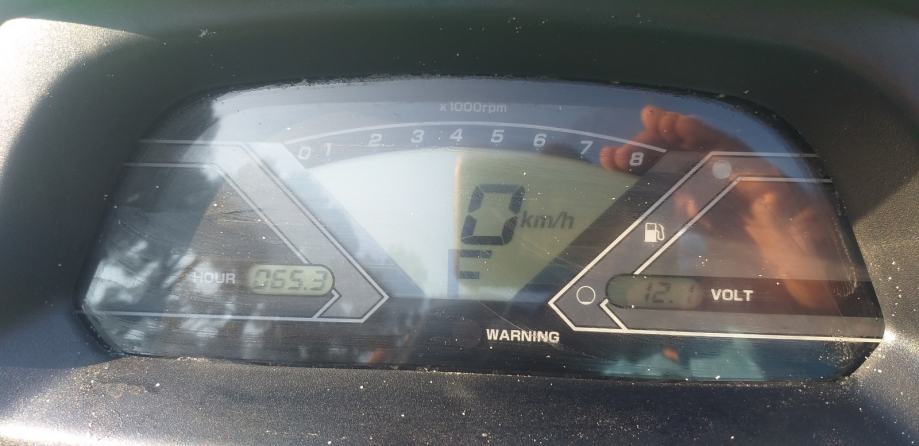 x1000rpm
0 1 2 3 4 5 6 7 8
0 km/h
E
HOUR 065.3
12.1 VOLT
WARNING